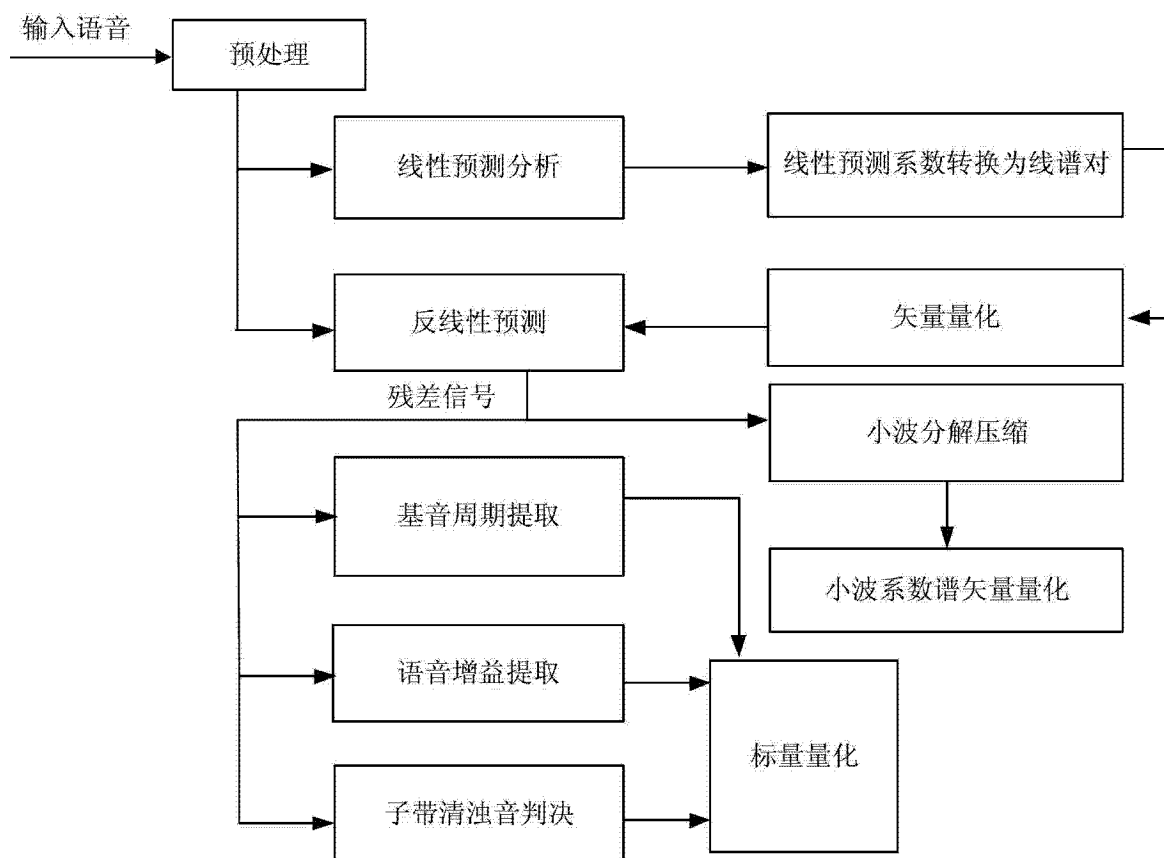 输入语音
预处理
线性预测分析
线性预测系数转换为线谱对
反线性预测
矢量量化
残差信号
小波分解压缩
基音周期提取
小波系数谱矢量量化
语音增益提取
标量量化
子带清浊音判决